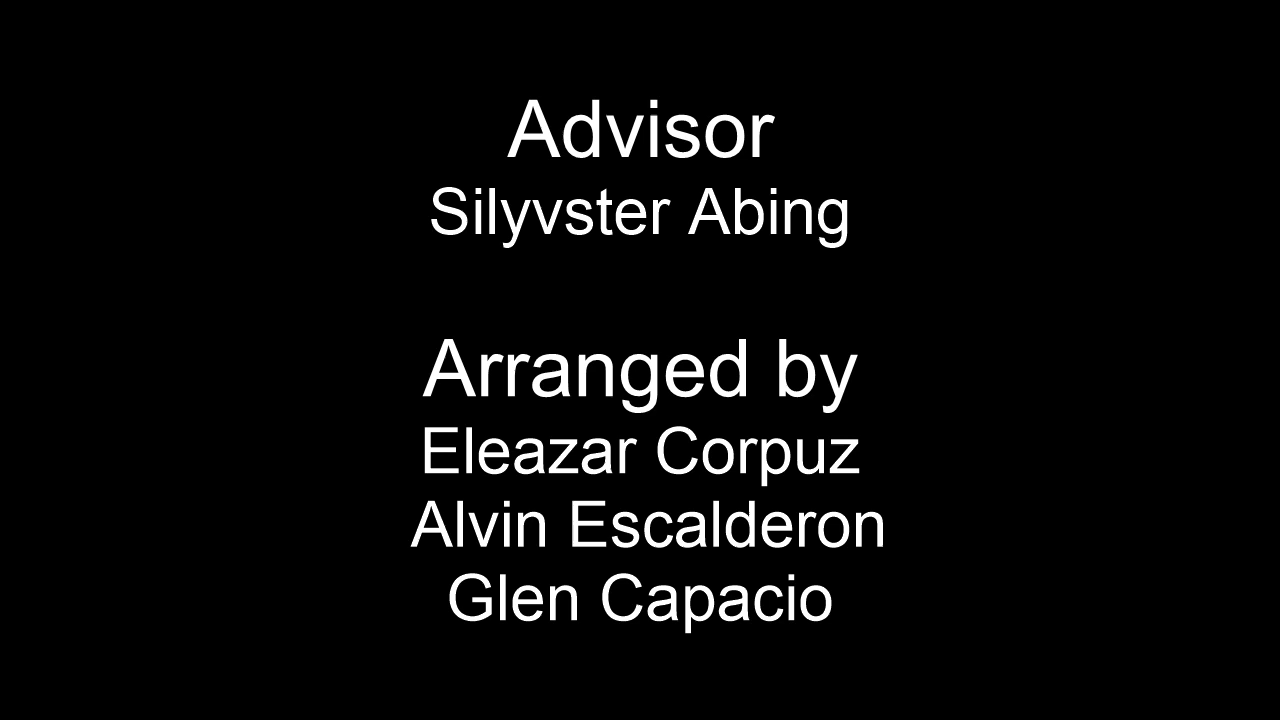 Advisor
Silyvster Abing
Arranged by
Eleazar Corpuz
Alvin Escalderon
Glen Capacio